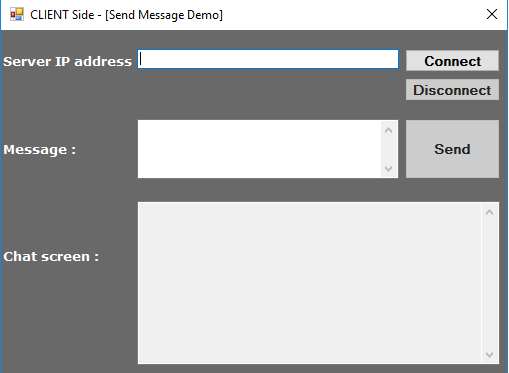 CLIENT Side - [Send Message Demo]
Server IP address
Connect
Disconnect
Message :
Send
Chat screen :